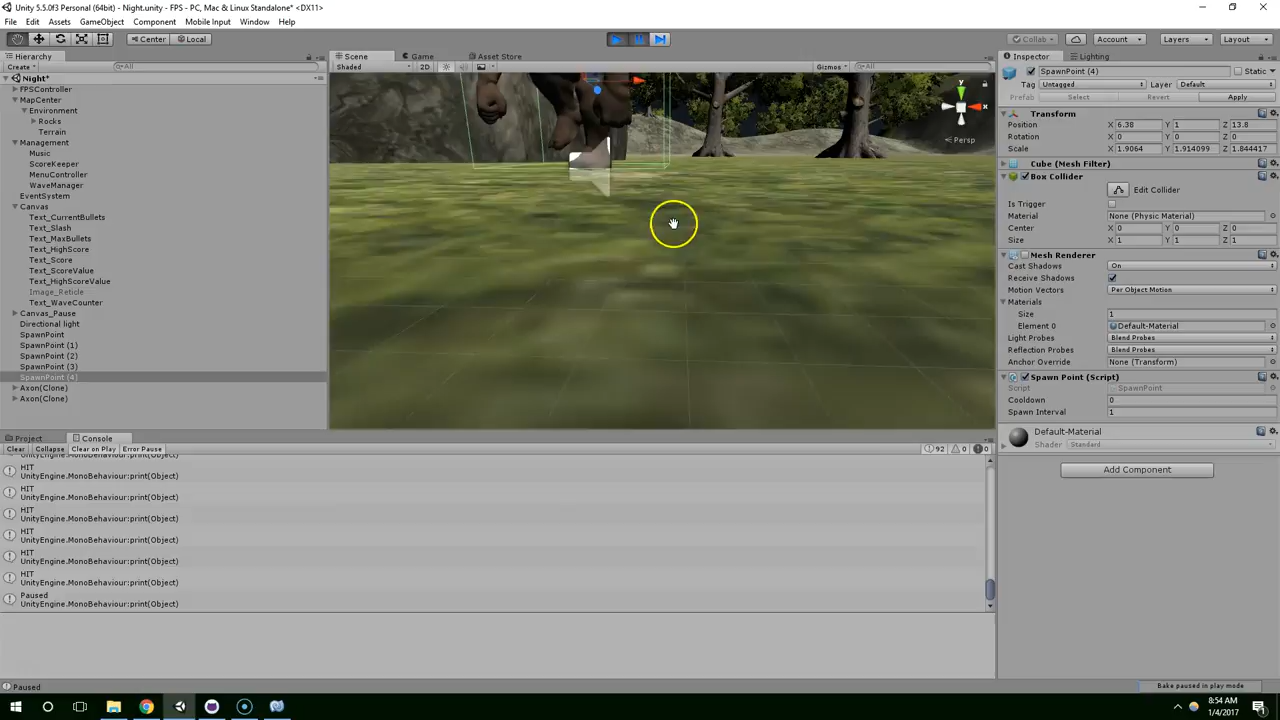 Unity 5.5.0f3 Personal (64bit) - Night.unity - FPS - PC, Mac & Linux Standalone* <DX11>
File Edit Assets GameObject Component Mobile Input Window Help
Center Local Collab Account Layers Layout
Hierarchy Scene Game Asset Store Inspector Lighting
Create All Shaded 2D Gizmos All SpawnPoint (4) Static
Night*
FPSController
MapCenter
Environment
Rocks
Terrain
Management
Music
ScoreKeeper
MenuController
WaveManager
EventSystem
Canvas
Text_CurrentBullets
Text_Slash
Text_MaxBullets
Text_HighScore
Text_Score
Text_ScoreValue
Text_HighScoreValue
Image_Reticle
Text_WaveCounter
Canvas_Pause
Directional light
SpawnPoint
SpawnPoint (1)
SpawnPoint (2)
SpawnPoint (3)
SpawnPoint (4)
Axon(Clone)
Axon(Clone)
y
x
Persp
Tag Untagged Layer Default
Prefab Select Revert Apply
Transform
Position X 6.38 Y 1 Z 13.8
Rotation X 0 Y 0 Z 0
Scale X 1.9064 Y 1.914099 Z 1.844417
Cube (Mesh Filter)
Box Collider
Edit Collider
Is Trigger
Material None (Physic Material)
Center X 0 Y 0 Z 0
Size X 1 Y 1 Z 1
Mesh Renderer
Cast Shadows On
Receive Shadows
Motion Vectors Per Object Motion
Materials
Size 1
Element 0 Default-Material
Light Probes Blend Probes
Reflection Probes Blend Probes
Anchor Override None (Transform)
Spawn Point (Script)
Script SpawnPoint
Cooldown 0
Spawn Interval 1
Default-Material
Shader Standard
Add Component
Project Console
Clear Collapse Clear on Play Error Pause 92 0 0
UnityEngine.MonoBehaviour:print(Object)
HIT
UnityEngine.MonoBehaviour:print(Object)
HIT
UnityEngine.MonoBehaviour:print(Object)
HIT
UnityEngine.MonoBehaviour:print(Object)
HIT
UnityEngine.MonoBehaviour:print(Object)
HIT
UnityEngine.MonoBehaviour:print(Object)
HIT
UnityEngine.MonoBehaviour:print(Object)
Paused
UnityEngine.MonoBehaviour:print(Object)
Paused
Bake paused in play mode
8:54 AM
1/4/2017